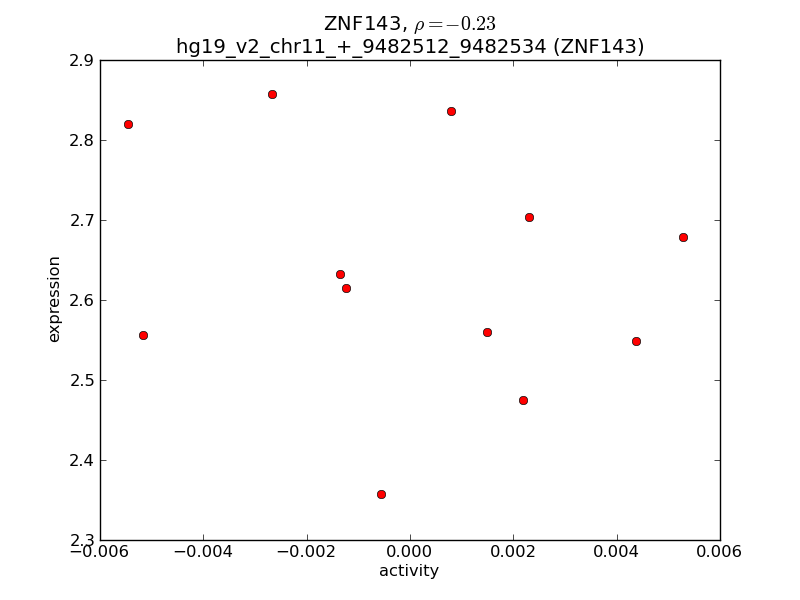 ZNF143, ρ=−0.23
hg19_v2_chr11_+_9482512_9482534 (ZNF143)
2.9
2.8
2.7
2.6
2.5
2.4
2.3
expression
−0.006 −0.004 −0.002 0.000 0.002 0.004 0.006
activity